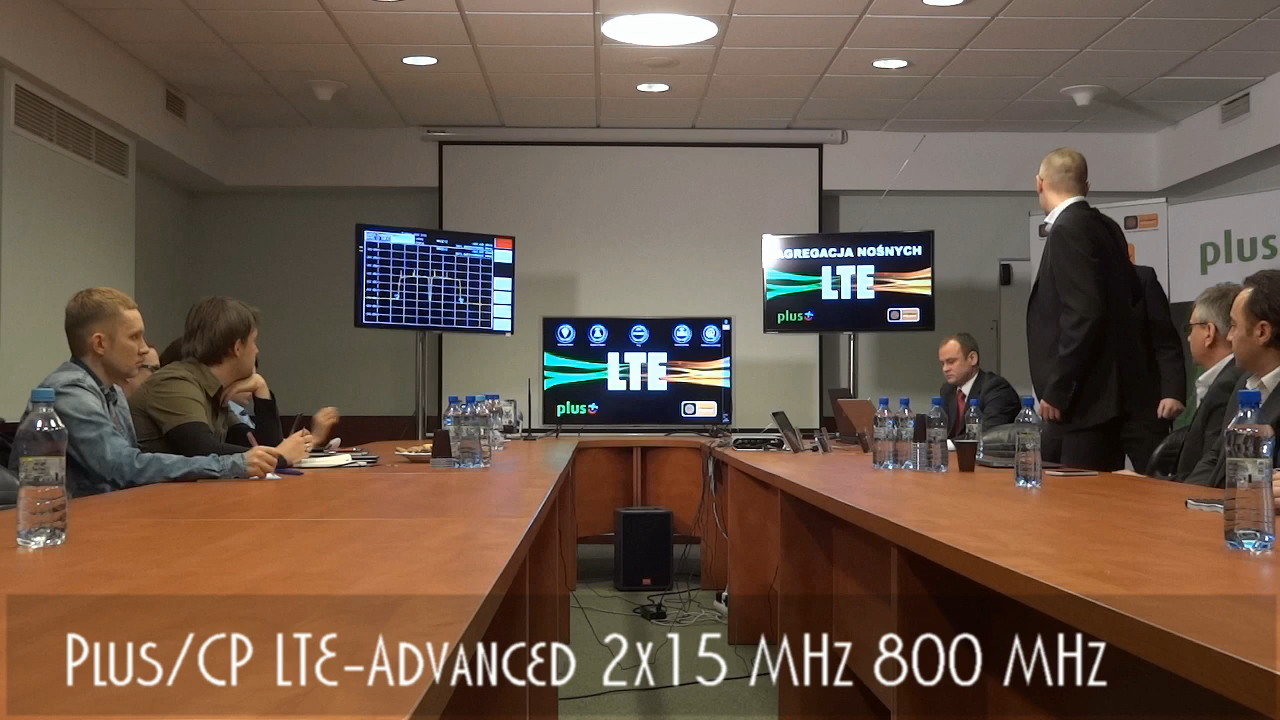 AGREGACJA NOŚNYCH
LTE
plus
LTE
plus
plus
Plus/CP LTE-Advanced 2x15 MHz 800 MHz